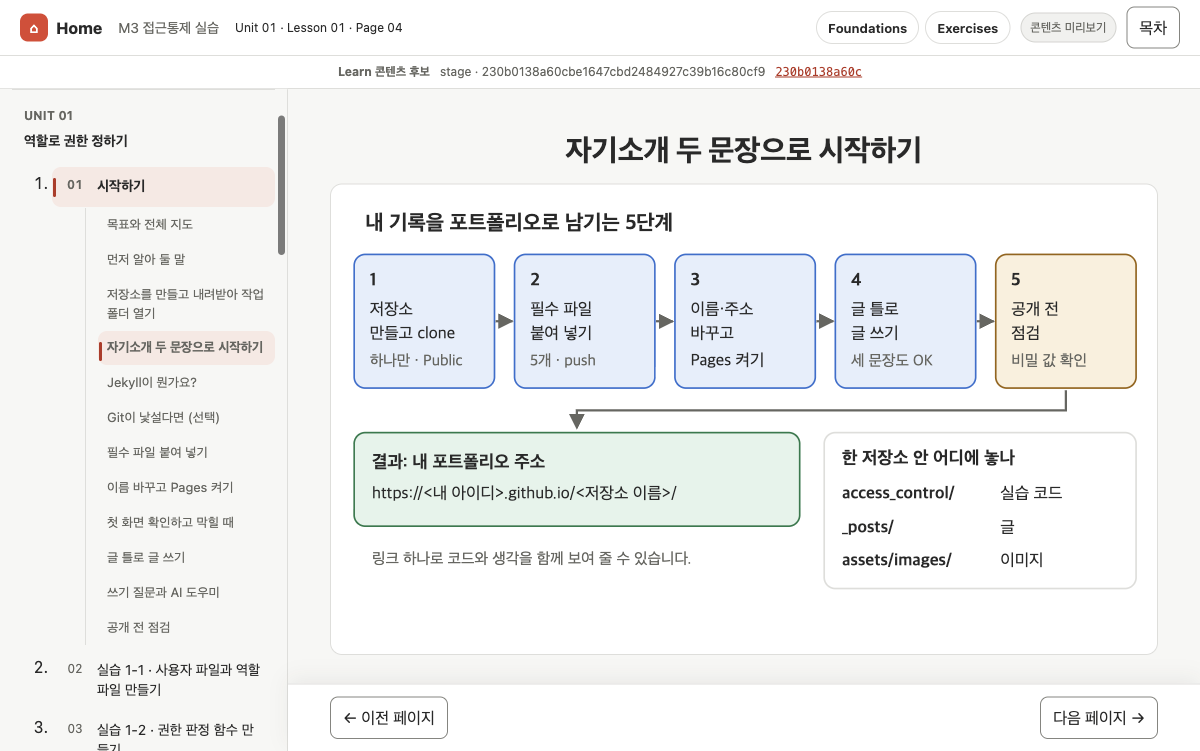 Home M3 접근통제 실습 Unit 01 · Lesson 01 · Page 04 Foundations Exercises 콘텐츠 미리보기 목차
Learn 콘텐츠 후보 stage · 230b0138a60cbe1647cbd2484927c39b16c80cf9 230b0138a60c
UNIT 01
역할로 권한 정하기
1. 01 시작하기
목표와 전체 지도
먼저 알아 둘 말
저장소를 만들고 내려받아 작업
폴더 열기
자기소개 두 문장으로 시작하기
Jekyll이 뭔가요?
Git이 낯설다면 (선택)
필수 파일 붙여 넣기
이름 바꾸고 Pages 켜기
첫 화면 확인하고 막힐 때
글 틀로 글 쓰기
쓰기 질문과 AI 도우미
공개 전 점검
2. 02 실습 1-1 · 사용자 파일과 역할
파일 만들기
3. 03 실습 1-2 · 권한 판정 함수 만
들기
자기소개 두 문장으로 시작하기
내 기록을 포트폴리오로 남기는 5단계
1
저장소
만들고 clone
하나만 · Public
2
필수 파일
붙여 넣기
5개 · push
3
이름·주소
바꾸고
Pages 켜기
4
글 틀로
글 쓰기
세 문장도 OK
5
공개 전
점검
비밀 값 확인
결과: 내 포트폴리오 주소
https://<내 아이디>.github.io/<저장소 이름>/
링크 하나로 코드와 생각을 함께 보여 줄 수 있습니다.
한 저장소 안 어디에 놓나
access_control/ 실습 코드
_posts/ 글
assets/images/ 이미지
← 이전 페이지
다음 페이지 →